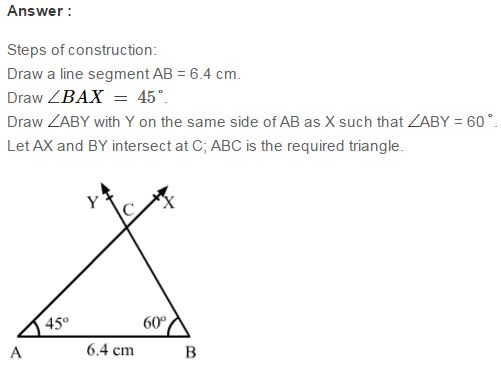 Answer :
Steps of construction:
Draw a line segment AB = 6.4 cm.
Draw ∠BAX = 45°.
Draw ∠ABY with Y on the same side of AB as X such that ∠ABY = 60°.
Let AX and BY intersect at C; ABC is the required triangle.
Y C X
45° 60°
A 6.4 cm B